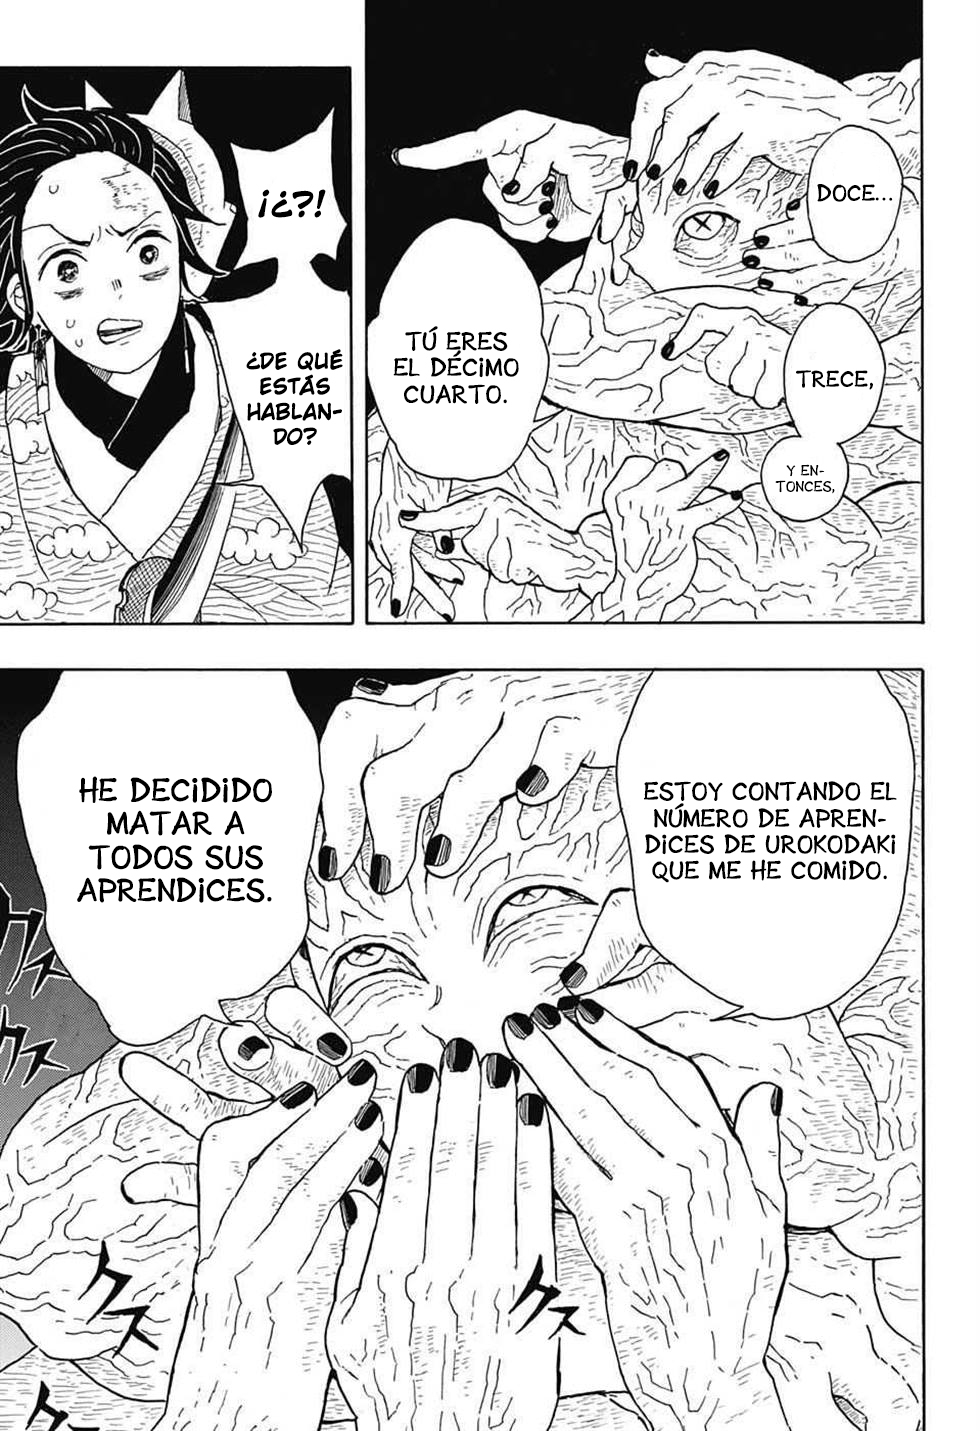 DOCE...
TRECE,
Y EN-
TONCES,
TÚ ERES
EL DÉCIMO
CUARTO.
¡¿?!
¿DE QUÉ
ESTÁS
HABLAN-
DO?
ESTOY CONTANDO EL
NÚMERO DE APREN-
DICES DE UROKODAKI
QUE ME HE COMIDO.
HE DECIDIDO
MATAR A
TODOS SUS
APRENDICES.
クス
クス
クス
クス